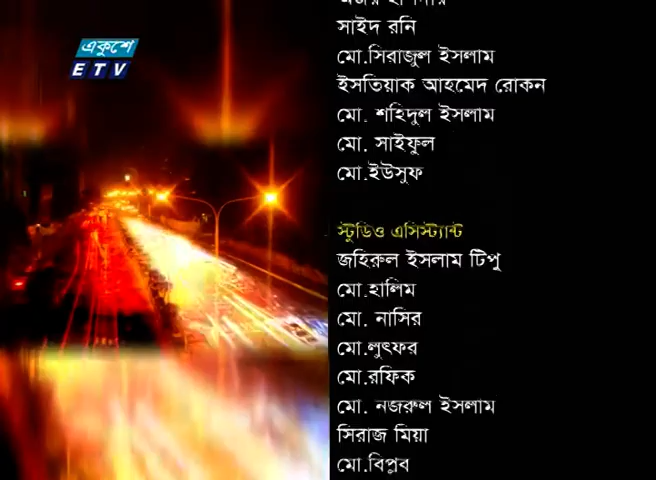 একুশে
ETV
সাইদ রনি
মো.সিরাজুল ইসলাম
ইসতিয়াক আহমেদ রোকন
মো. শহিদুল ইসলাম
মো. সাইফুল
মো.ইউসুফ
স্টুডিও এসিস্ট্যান্ট
জহিরুল ইসলাম টিপু
মো.হালিম
মো. নাসির
মো.লুৎফর
মো.রফিক
মো. নজরুল ইসলাম
সিরাজ মিয়া
মো.বিপ্লব